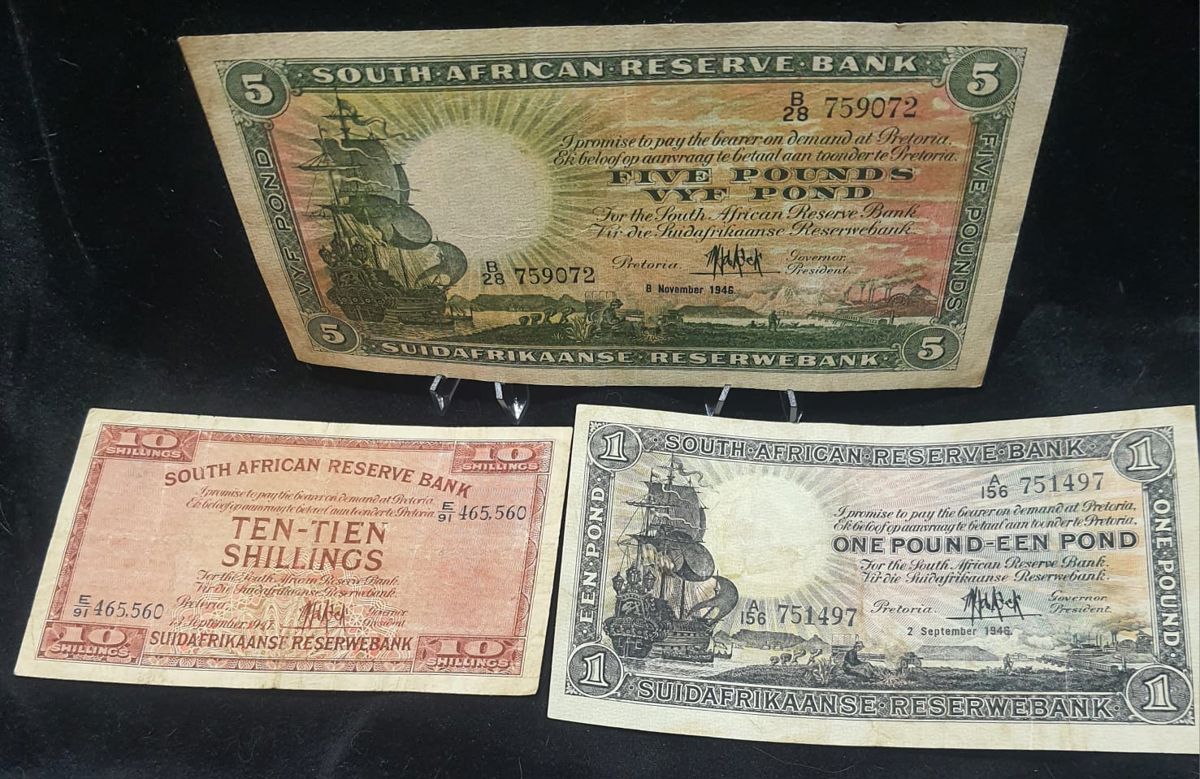 5 SOUTH·AFRICAN·RESERVE·BANK 5
B/28 759072
I promise to pay the bearer on demand at Pretoria.
Ek beloof op aanvraag te betaal aan toonder te Pretoria.
FIVE POUNDS
VYF POND
For the South African Reserve Bank
Vir die Suidafrikaanse Reserwebank.
VYF POND
FIVE POUNDS
B/28 759072
Pretoria. Governor.
President.
8 November 1946.
5 SUIDAFRIKAANSE·RESERWEBANK 5
10 SHILLINGS
10 SHILLINGS
SOUTH AFRICAN RESERVE BANK
I promise to pay the bearer on demand at Pretoria.
Ek beloof op aanvraag te betaal aan toonder te Pretoria.
E/91 465,560
TEN-TIEN
SHILLINGS
For the South African Reserve Bank.
Vir die Suidafrikaanse Reserwebank.
E/91 465,560
Pretoria. Governor
President
September 1947.
10 SHILLINGS
SUIDAFRIKAANSE RESERWEBANK
10 SHILLINGS
1 SOUTH·AFRICAN·RESERVE·BANK 1
A/156 751497
I promise to pay the bearer on demand at Pretoria.
Ek beloof op aanvraag te betaal aan toonder te Pretoria.
ONE POUND-EEN POND
For the South African Reserve Bank.
Vir die Suidafrikaanse Reserwebank.
EEN POND
ONE POUND
A/156 751497
Pretoria. Governor.
President.
2 September 1946.
1 SUIDAFRIKAANSE·RESERWEBANK 1